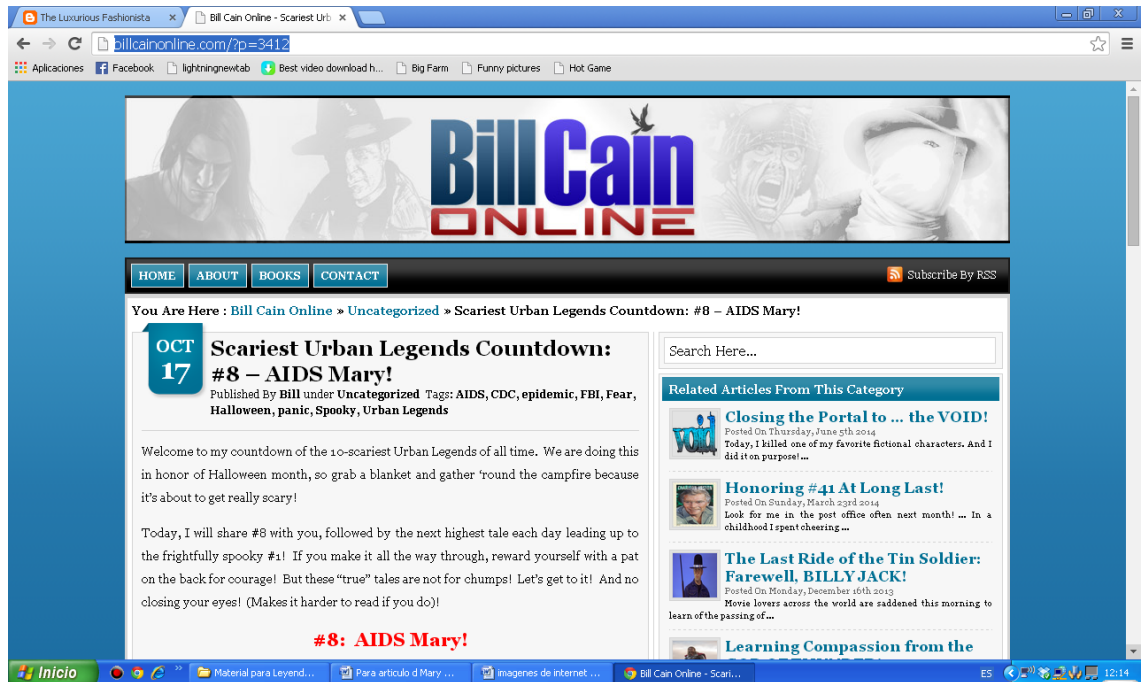 The Luxurious Fashionista
Bill Cain Online - Scariest Urb
billcainonline.com/?p=3412
Aplicaciones Facebook lightningnewtab Best video download h... Big Farm Funny pictures Hot Game
Bill Cain
ONLINE
HOME ABOUT BOOKS CONTACT
Subscribe By RSS
You Are Here : Bill Cain Online » Uncategorized » Scariest Urban Legends Countdown: #8 – AIDS Mary!
OCT
17
Scariest Urban Legends Countdown:
#8 – AIDS Mary!
Published By Bill under Uncategorized Tags: AIDS, CDC, epidemic, FBI, Fear,
Halloween, panic, Spooky, Urban Legends
Welcome to my countdown of the 10-scariest Urban Legends of all time. We are doing this
in honor of Halloween month, so grab a blanket and gather ‘round the campfire because
it’s about to get really scary!
Today, I will share #8 with you, followed by the next highest tale each day leading up to
the frightfully spooky #1! If you make it all the way through, reward yourself with a pat
on the back for courage! But these “true” tales are not for chumps! Let’s get to it! And no
closing your eyes! (Makes it harder to read if you do)!
#8: AIDS Mary!
Search Here...
Related Articles From This Category
VOID
Closing the Portal to ... the VOID!
Posted On Thursday, June 5th 2014
Today, I killed one of my favorite fictional characters. And I
did it on purpose! ...
Honoring #41 At Long Last!
Posted On Sunday, March 23rd 2014
Look for me in the post office often next month! ... In a
childhood I spent cheering ...
The Last Ride of the Tin Soldier:
Farewell, BILLY JACK!
Posted On Monday, December 16th 2013
Movie lovers across the world are saddened this morning to
learn of the passing of...
Learning Compassion from the
Inicio
Material para Leyend...
Para articulo d Mary ...
imagenes de internet ...
Bill Cain Online - Scari...
ES
12:14